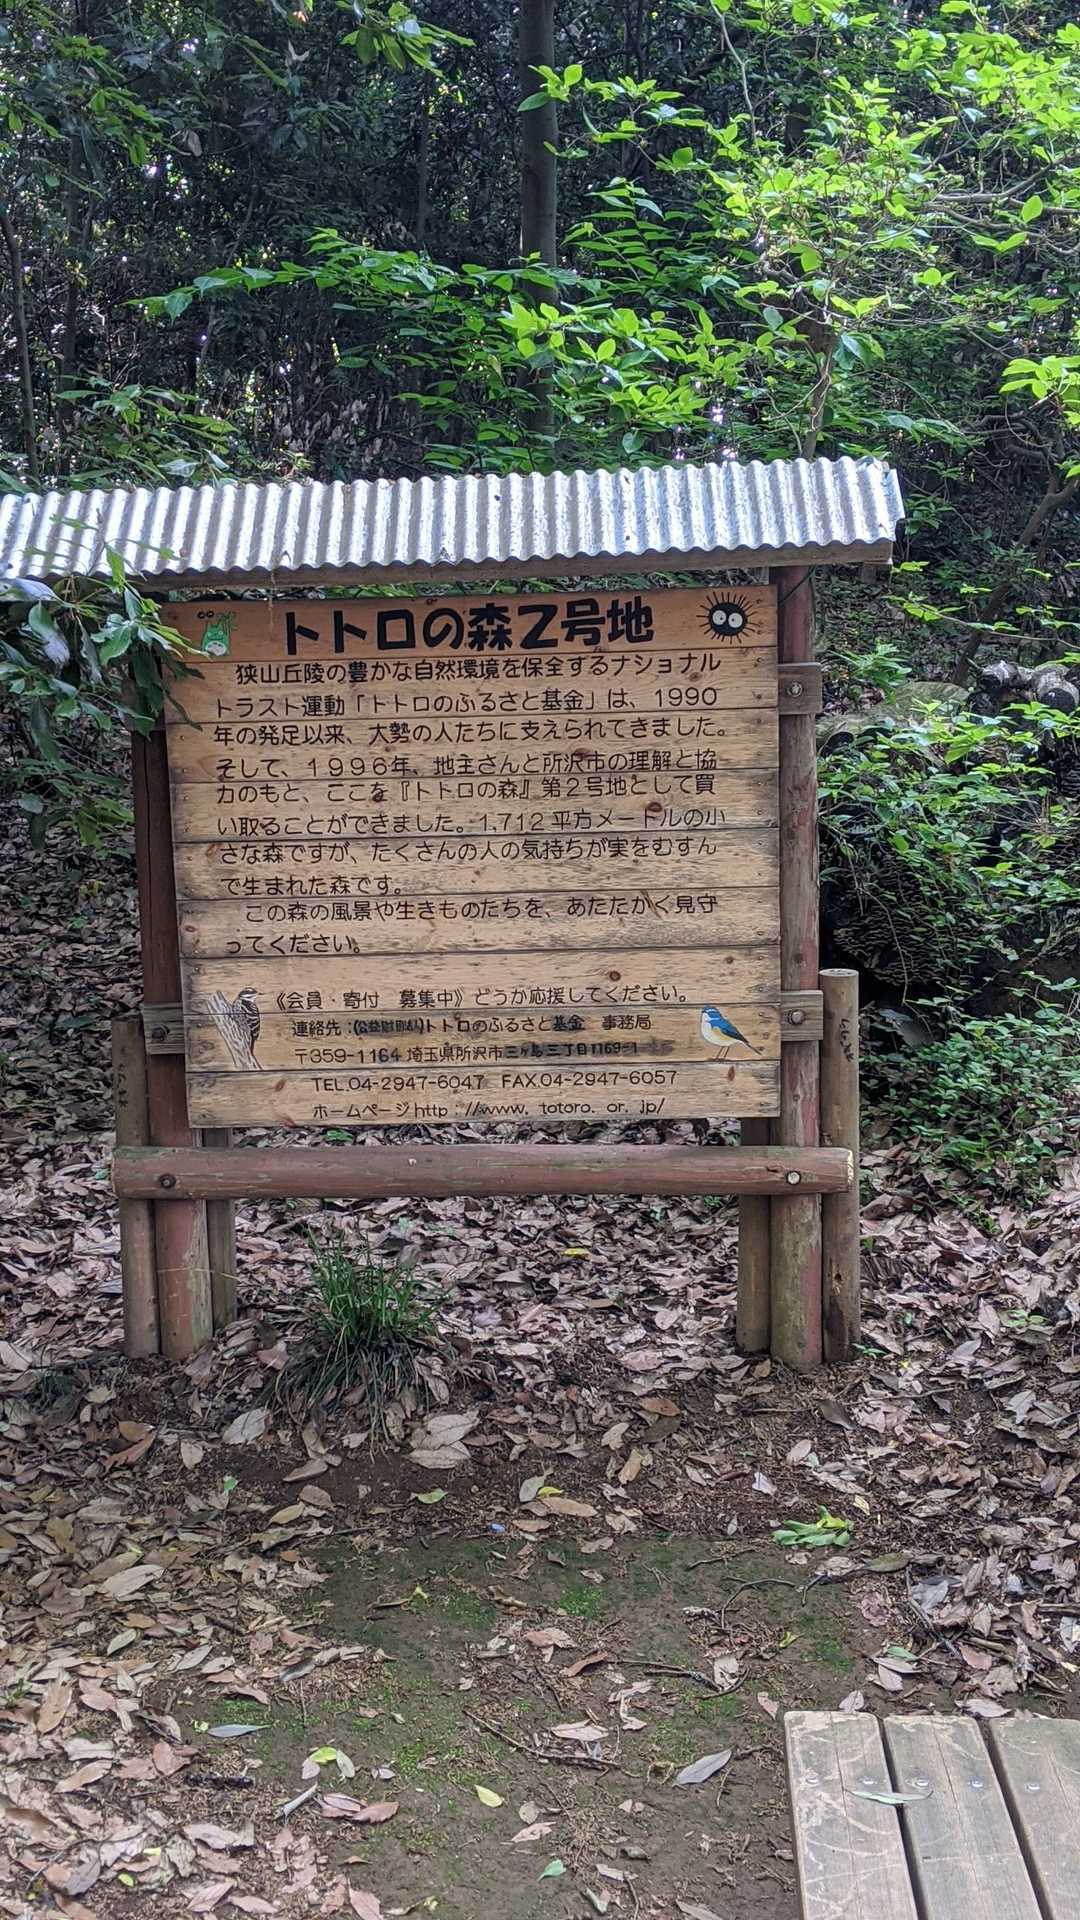 トトロの森2号地
狭山丘陵の豊かな自然環境を保全するナショナル
トラスト運動「トトロのふるさと基金」は、1990
年の発足以来、大勢の人たちに支えられてきました。
そして、1996年、地主さんと所沢市の理解と協
力のもと、ここを『トトロの森』第2号地として買
い取ることができました。1,712平方メートルの小
さな森ですが、たくさんの人の気持ちが実をむすん
で生まれた森です。
この森の風景や生きものたちを、あたたかく見守
ってください。
《会員・寄付 募集中》どうか応援してください。
連絡先:(公益財団法人)トトロのふるさと基金 事務局
〒359-1164 埼玉県所沢市三ヶ島三丁目1169-1
TEL.04-2947-6047 FAX.04-2947-6057
ホームページhttp://www.totoro.or.jp/